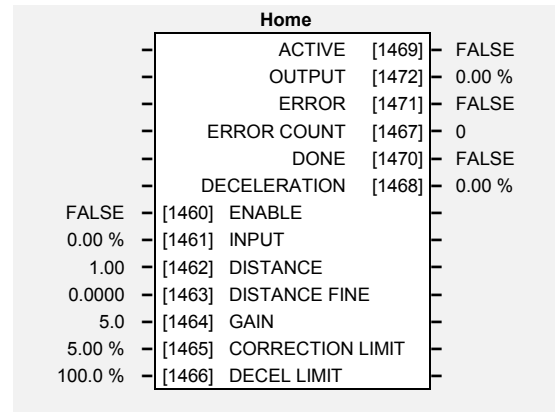 Home
ACTIVE [1469] FALSE
OUTPUT [1472] 0.00 %
ERROR [1471] FALSE
ERROR COUNT [1467] 0
DONE [1470] FALSE
DECELERATION [1468] 0.00 %
FALSE [1460] ENABLE
0.00 % [1461] INPUT
1.00 [1462] DISTANCE
0.0000 [1463] DISTANCE FINE
5.0 [1464] GAIN
5.00 % [1465] CORRECTION LIMIT
100.0 % [1466] DECEL LIMIT